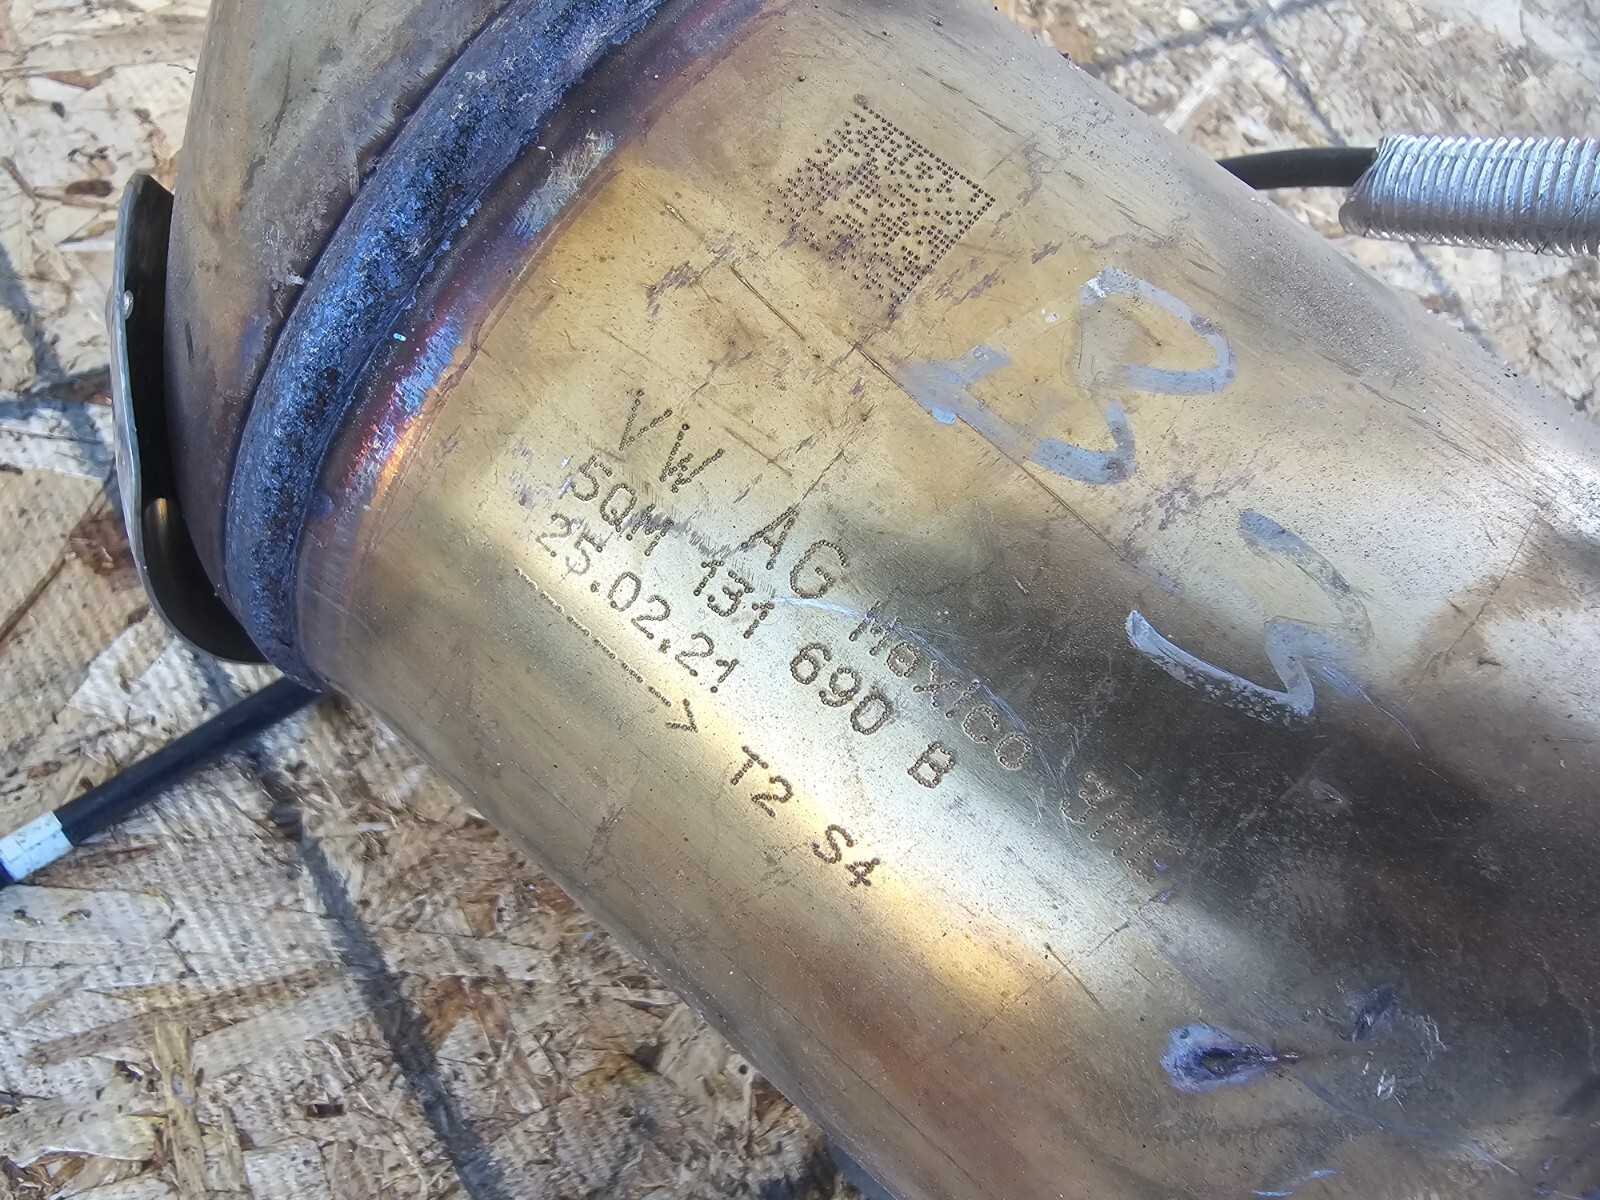 VW AG Mexico
5QM 131 690 B
25.02.21
T2 S4